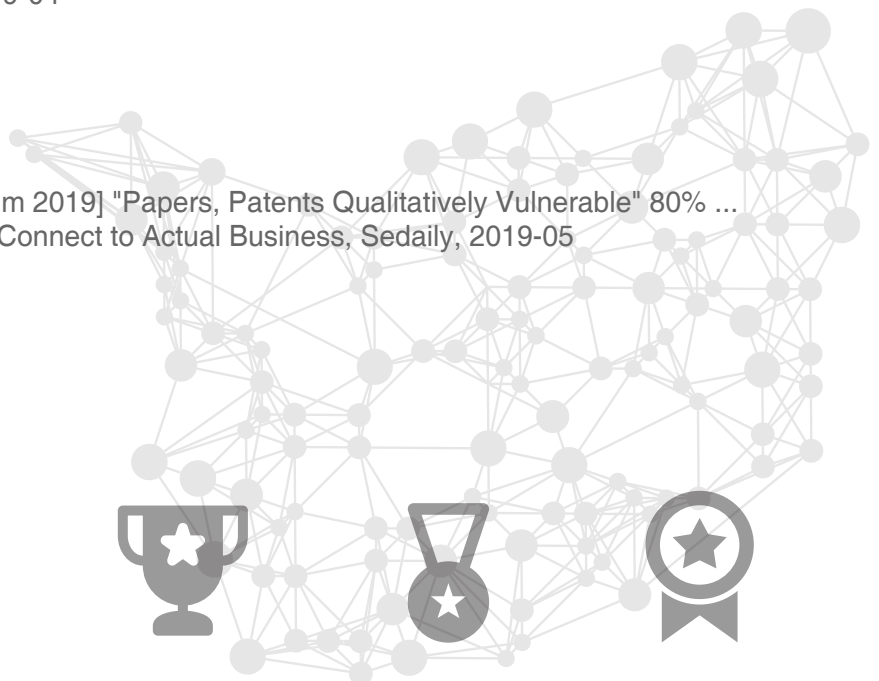 m 2019] "Papers, Patents Qualitatively Vulnerable" 80% ...
Connect to Actual Business, Sedaily, 2019-05